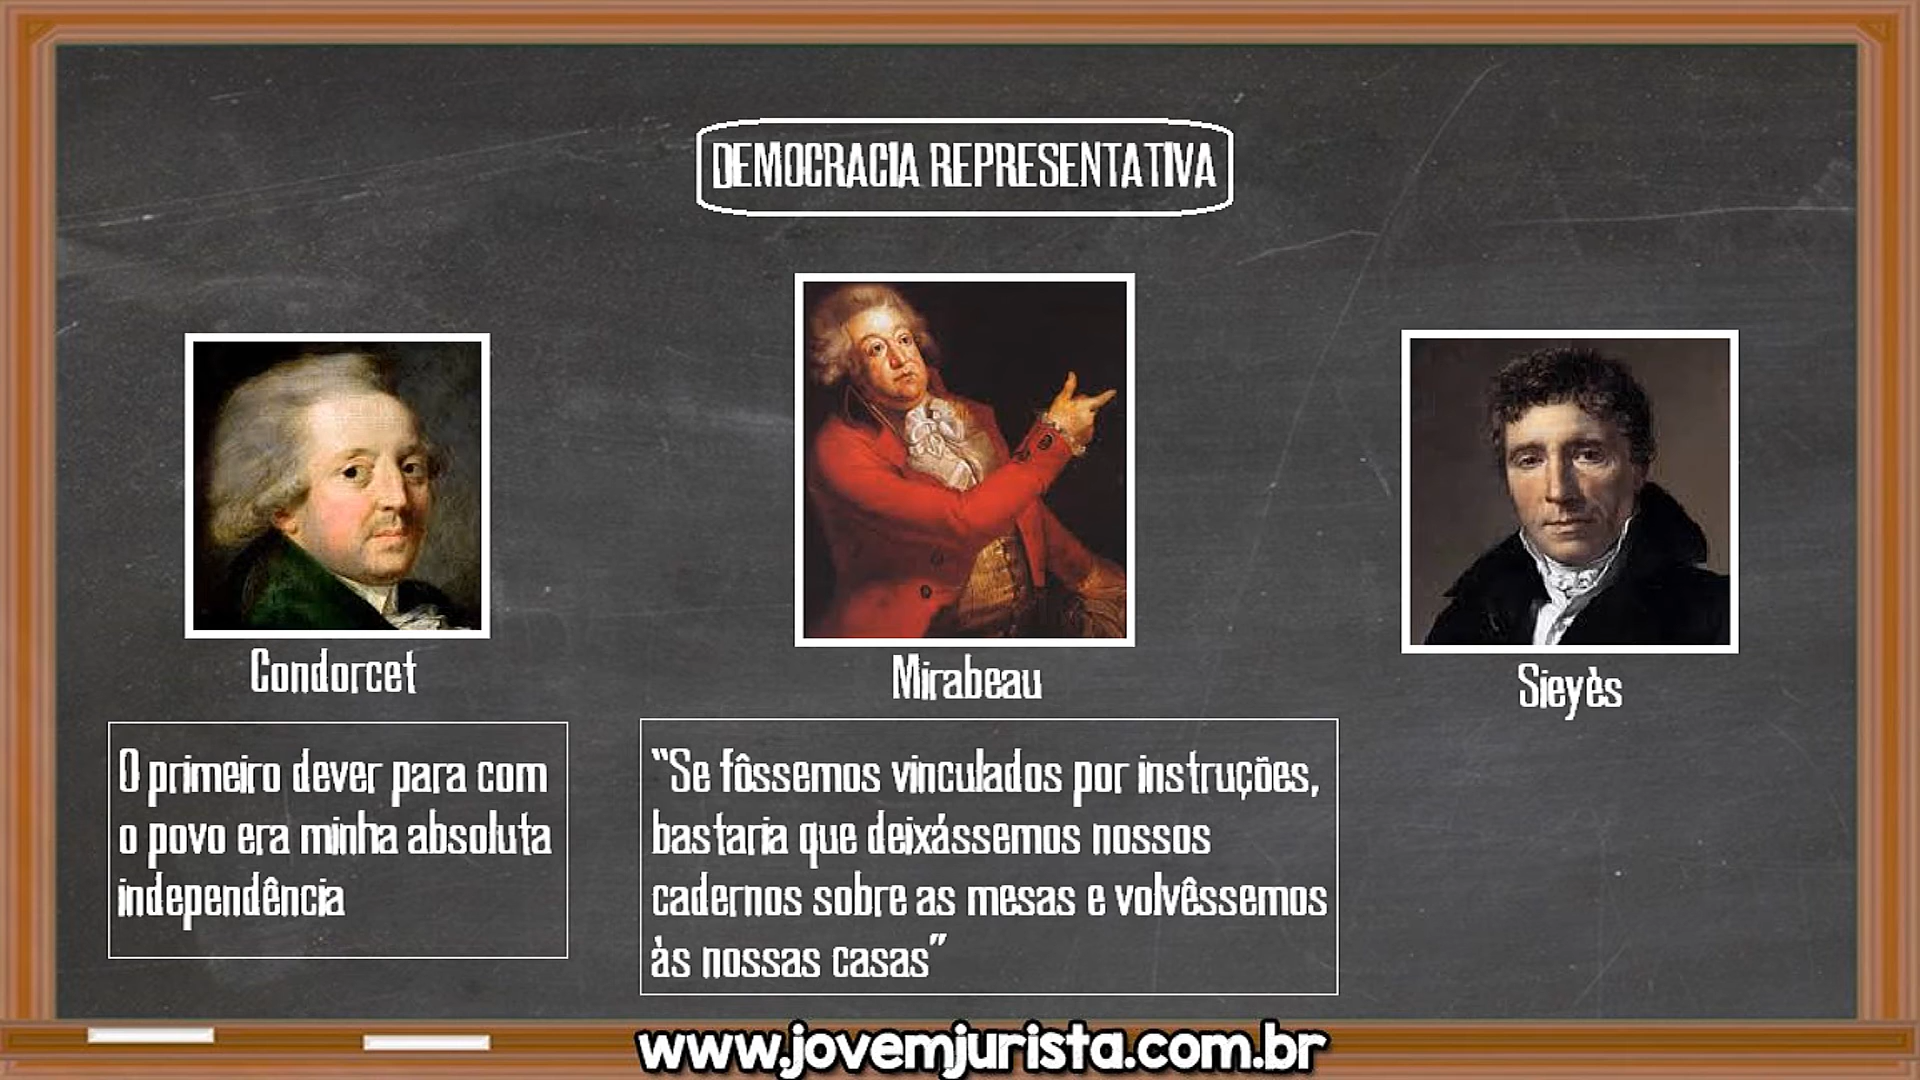 DEMOCRACIA REPRESENTATIVA
Condorcet
Mirabeau
Sieyès
O primeiro dever para com
o povo era minha absoluta
independência
“Se fôssemos vinculados por instruções,
bastaria que deixássemos nossos
cadernos sobre as mesas e volvêssemos
às nossas casas”
www.jovemjurista.com.br